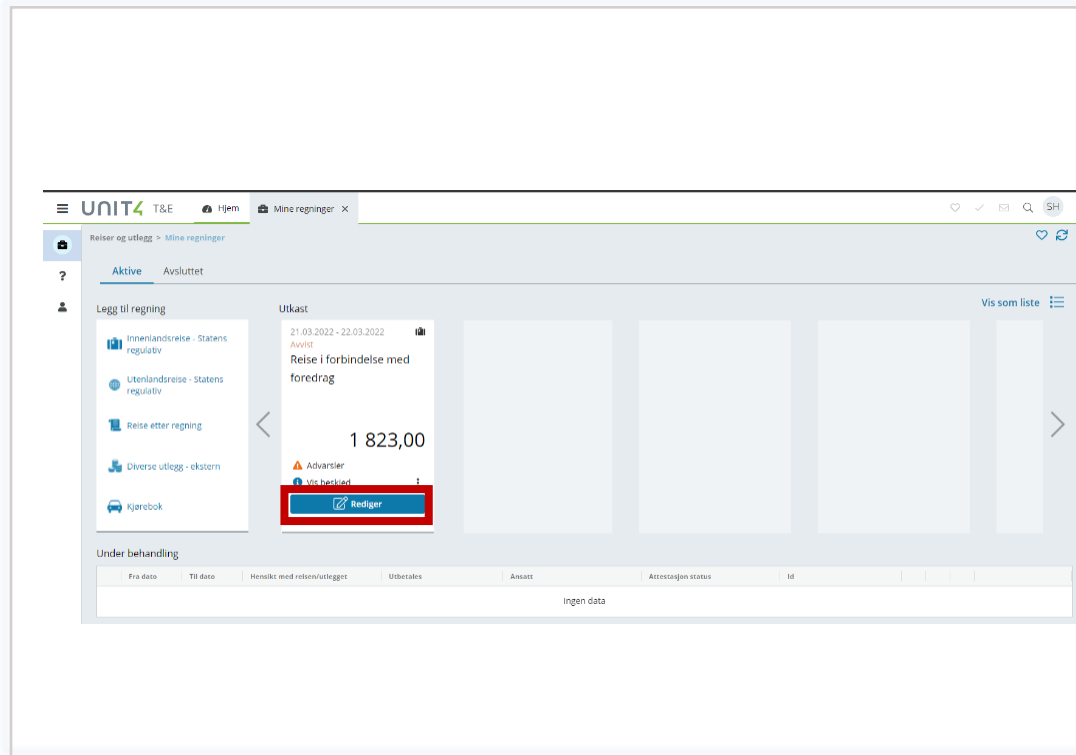 UNIT4 T&E Hjem Mine regninger
SH
Reiser og utlegg > Mine regninger
Aktive Avsluttet
Vis som liste
Legg til regning
Innenlandsreise - Statens
regulativ
Utenlandsreise - Statens
regulativ
Reise etter regning
Diverse utlegg - ekstern
Kjørebok
Utkast
21.03.2022 - 22.03.2022
Avvist
Reise i forbindelse med
foredrag
1 823,00
Advarsler
Vis beskjed
Rediger
Under behandling
Fra dato Til dato Hensikt med reisen/utlegget Utbetales Ansatt Attestasjon status Id
Ingen data